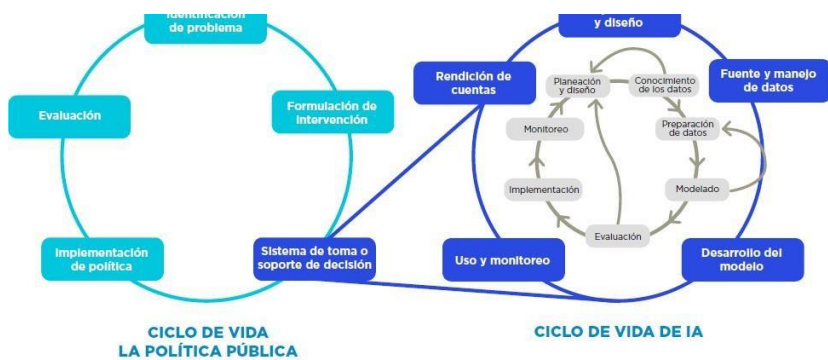 Identificación
de problema
Evaluación
Formulación de
intervención
Implementación
de política
Sistema de toma o
soporte de decisión
CICLO DE VIDA
LA POLÍTICA PÚBLICA
y diseño
Rendición de
cuentas
Fuente y manejo
de datos
Planeación
y diseño
Conocimiento
de los datos
Monitoreo
Preparación
de datos
Implementación
Modelado
Evaluación
Uso y monitoreo
Desarrollo del
modelo
CICLO DE VIDA DE IA